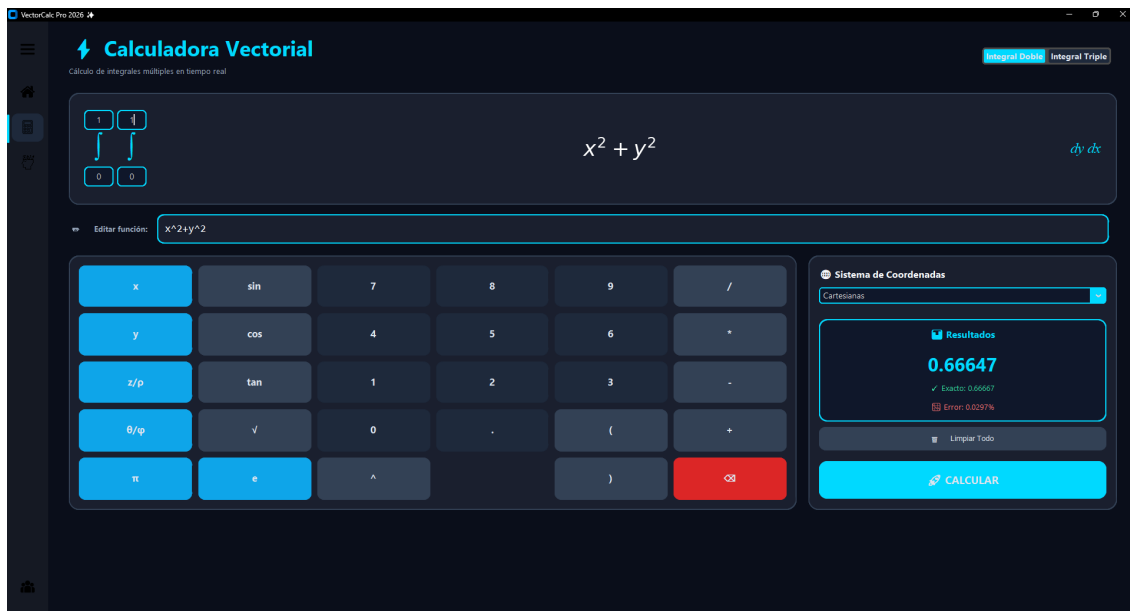 VectorCalc Pro 2026
Calculadora Vectorial
Cálculo de integrales múltiples en tiempo real
Integral Doble Integral Triple
1 1
∫ ∫
0 0
x² + y²
dy dx
Editar función: x^2+y^2
x sin 7 8 9 /
y cos 4 5 6 *
z/ρ tan 1 2 3 -
θ/φ √ 0 . ( +
π e ^ ) ⌫
Sistema de Coordenadas
Cartesianas
Resultados
0.66647
✓ Exacto: 0.66667
Error: 0.0297%
Limpiar Todo
CALCULAR